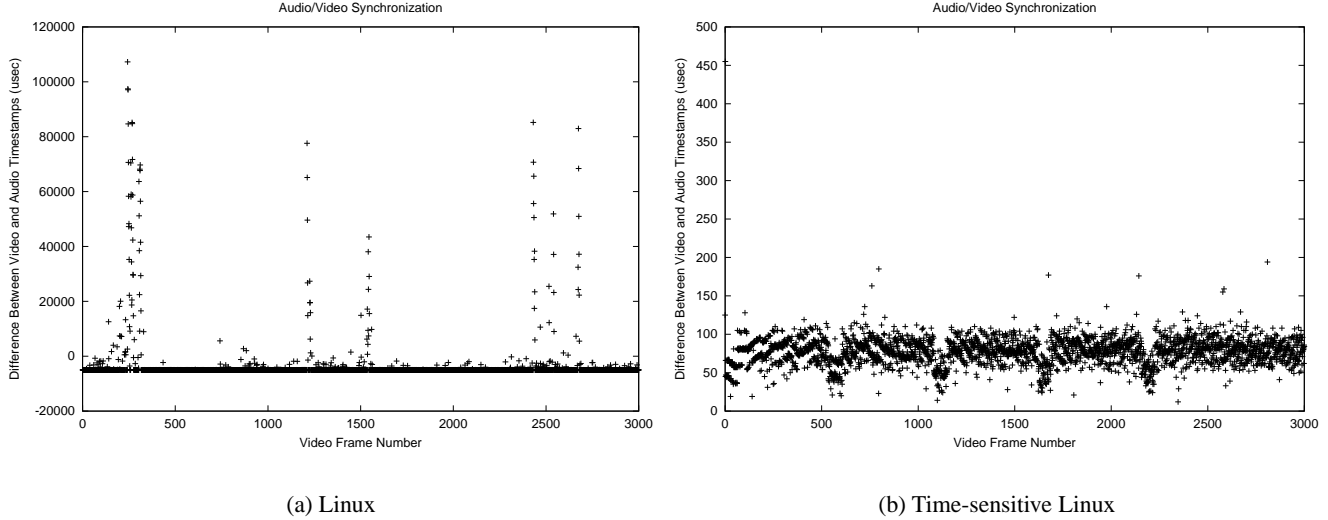 Audio/Video Synchronization
Difference Between Video and Audio Timestamps (usec)
120000
100000
80000
60000
40000
20000
0
-20000
0 500 1000 1500 2000 2500 3000
Video Frame Number
(a) Linux
Audio/Video Synchronization
Difference Between Video and Audio Timestamps (usec)
500
450
400
350
300
250
200
150
100
50
0
0 500 1000 1500 2000 2500 3000
Video Frame Number
(b) Time-sensitive Linux